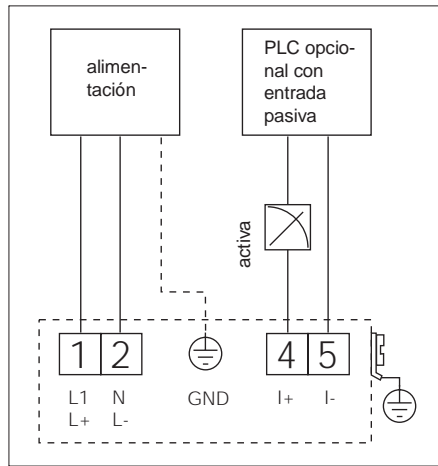 alimen-
tación
PLC opcio-
nal con
entrada
pasiva
activa
1 2 4 5
L1 N GND I+ I-
L+ L-